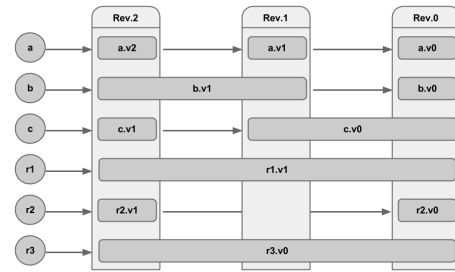 Rev.2 Rev.1 Rev.0
a a.v2 a.v1 a.v0
b b.v1 b.v0
c c.v1 c.v0
r1 r1.v1
r2 r2.v1 r2.v0
r3 r3.v0